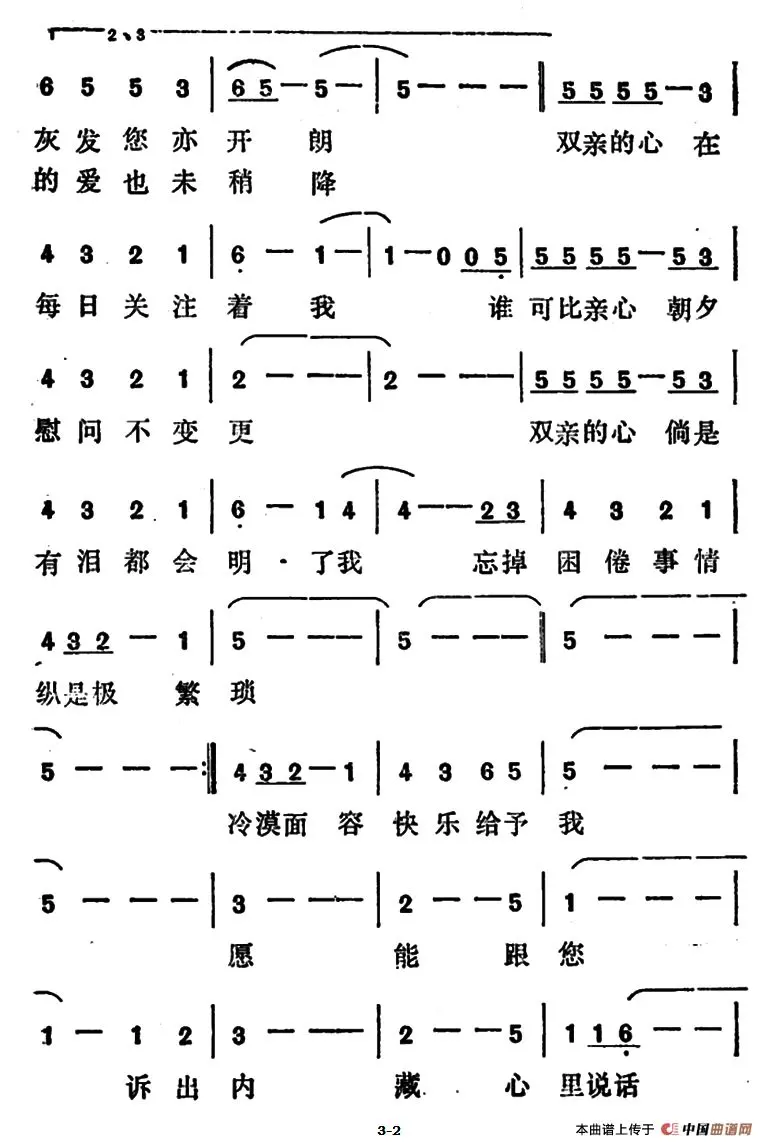 2、3
6 5 5 3 | 6 5 — 5 — | 5 — — — ‖ 5 5 5 5 — 3 |
灰发您亦开 朗 双亲的心在
的爱也未稍 降
4 3 2 1 | 6 — 1 — | 1 — 0 0 5 | 5 5 5 5 — 5 3 |
每日关注着 我 谁 可比亲心 朝夕
4 3 2 1 | 2 — — — | 2 — — — | 5 5 5 5 — 5 3 |
慰问不变更 双亲的心 倘是
4 3 2 1 | 6 — 1 4 | 4 — — 2 3 | 4 3 2 1 |
有泪都会明·了我 忘掉 困倦事情
4 3 2 — 1 | 5 — — — | 5 — — — ‖ 5 — — — |
纵是极 繁琐
5 — — — :‖ 4 3 2 — 1 | 4 3 6 5 | 5 — — — |
冷漠面 容 快乐给予 我
5 — — — | 3 — — — | 2 — — 5 | 1 — — — |
愿 能 跟 您
1 — 1 2 | 3 — — — | 2 — — 5 | 1 1 6 — — |
诉出内 藏 心 里说话
3-2
本曲谱上传于 中国曲谱网